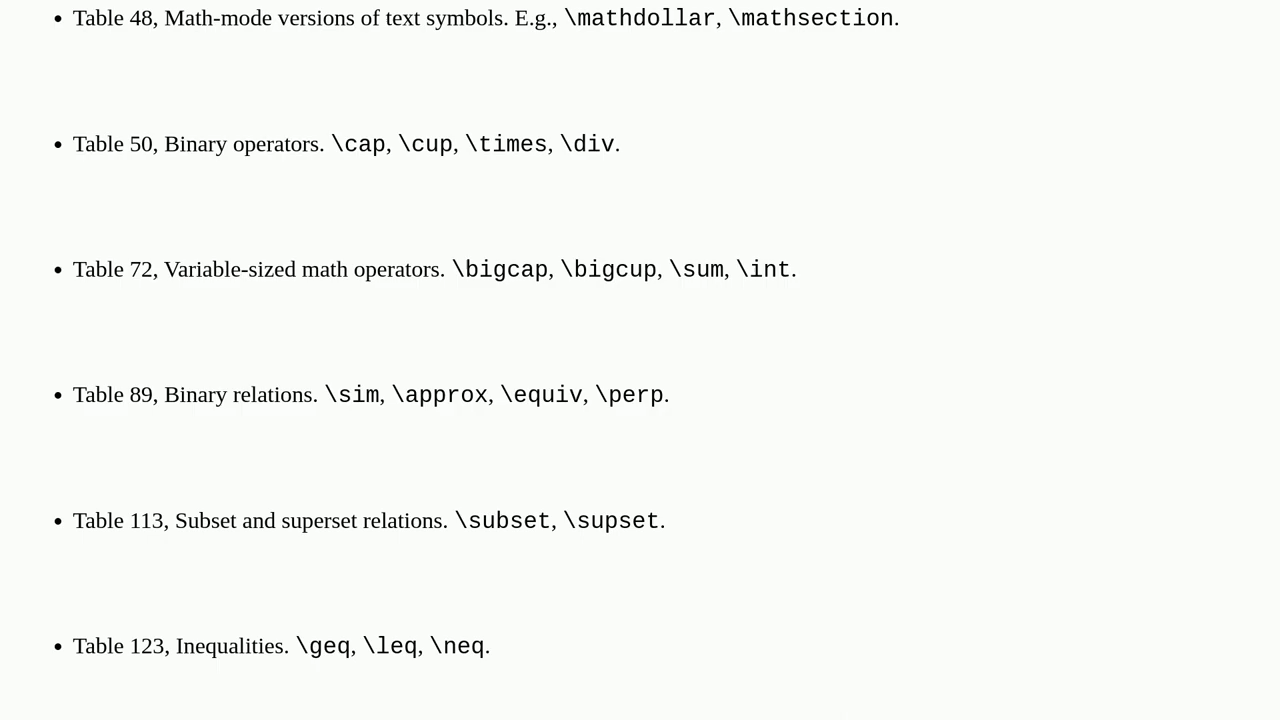 • Table 48, Math-mode versions of text symbols. E.g., \mathdollar, \mathsection.
• Table 50, Binary operators. \cap, \cup, \times, \div.
• Table 72, Variable-sized math operators. \bigcap, \bigcup, \sum, \int.
• Table 89, Binary relations. \sim, \approx, \equiv, \perp.
• Table 113, Subset and superset relations. \subset, \supset.
• Table 123, Inequalities. \geq, \leq, \neq.